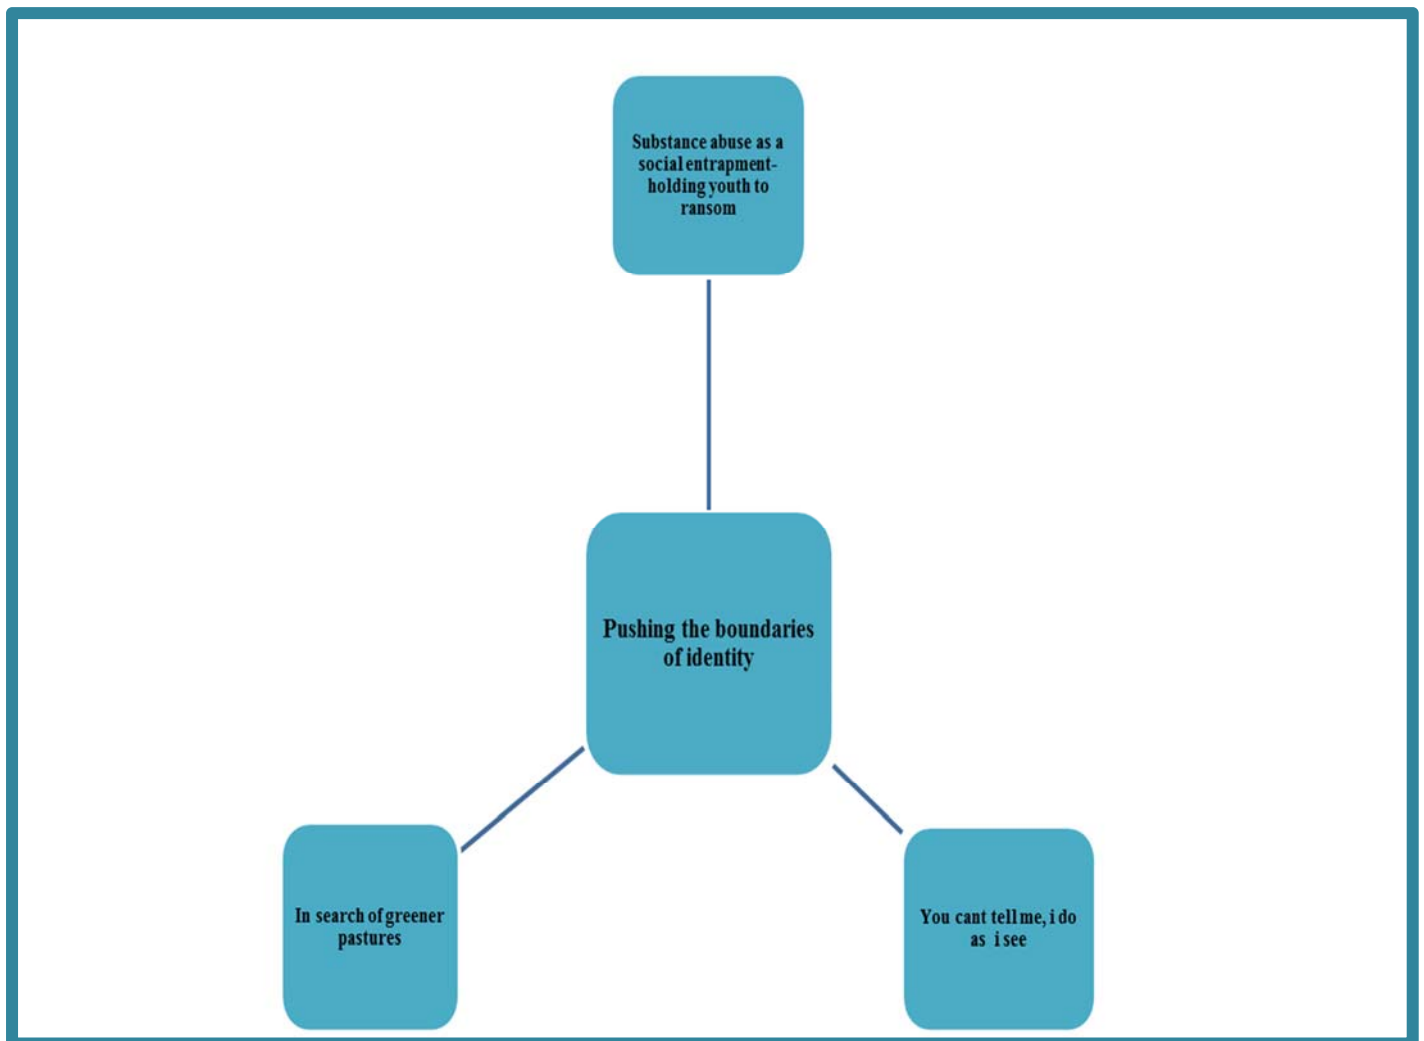 Substance abuse as a
social entrapment-
holding youth to
ransom
Pushing the boundaries
of identity
In search of greener
pastures
You cant tell me, i do
as i see